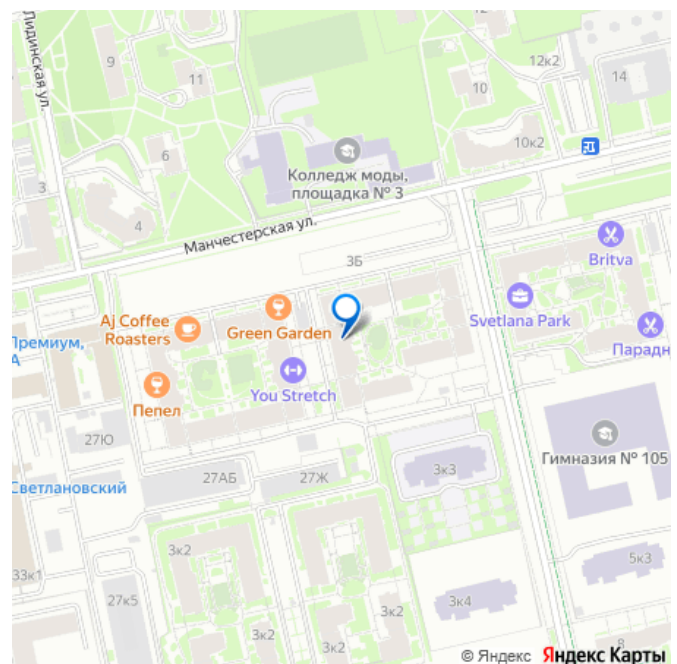 Лидинская ул.
9
11
12
12к2
14
10
10к2
6
3
4
Колледж моды,
площадка № 3
Манчестерская ул.
3Б
Britva
Aj Coffee
Roasters
Green Garden
Svetlana Park
Премиум,
А
Парадн
You Stretch
Пепел
27Ю
Гимназия № 105
27АБ
27Ж
3к3
Светлановский
3к2
5к3
33к1
27к5
3к4
3к2
3к2
3к2
8
© Яндекс Яндекс Карты